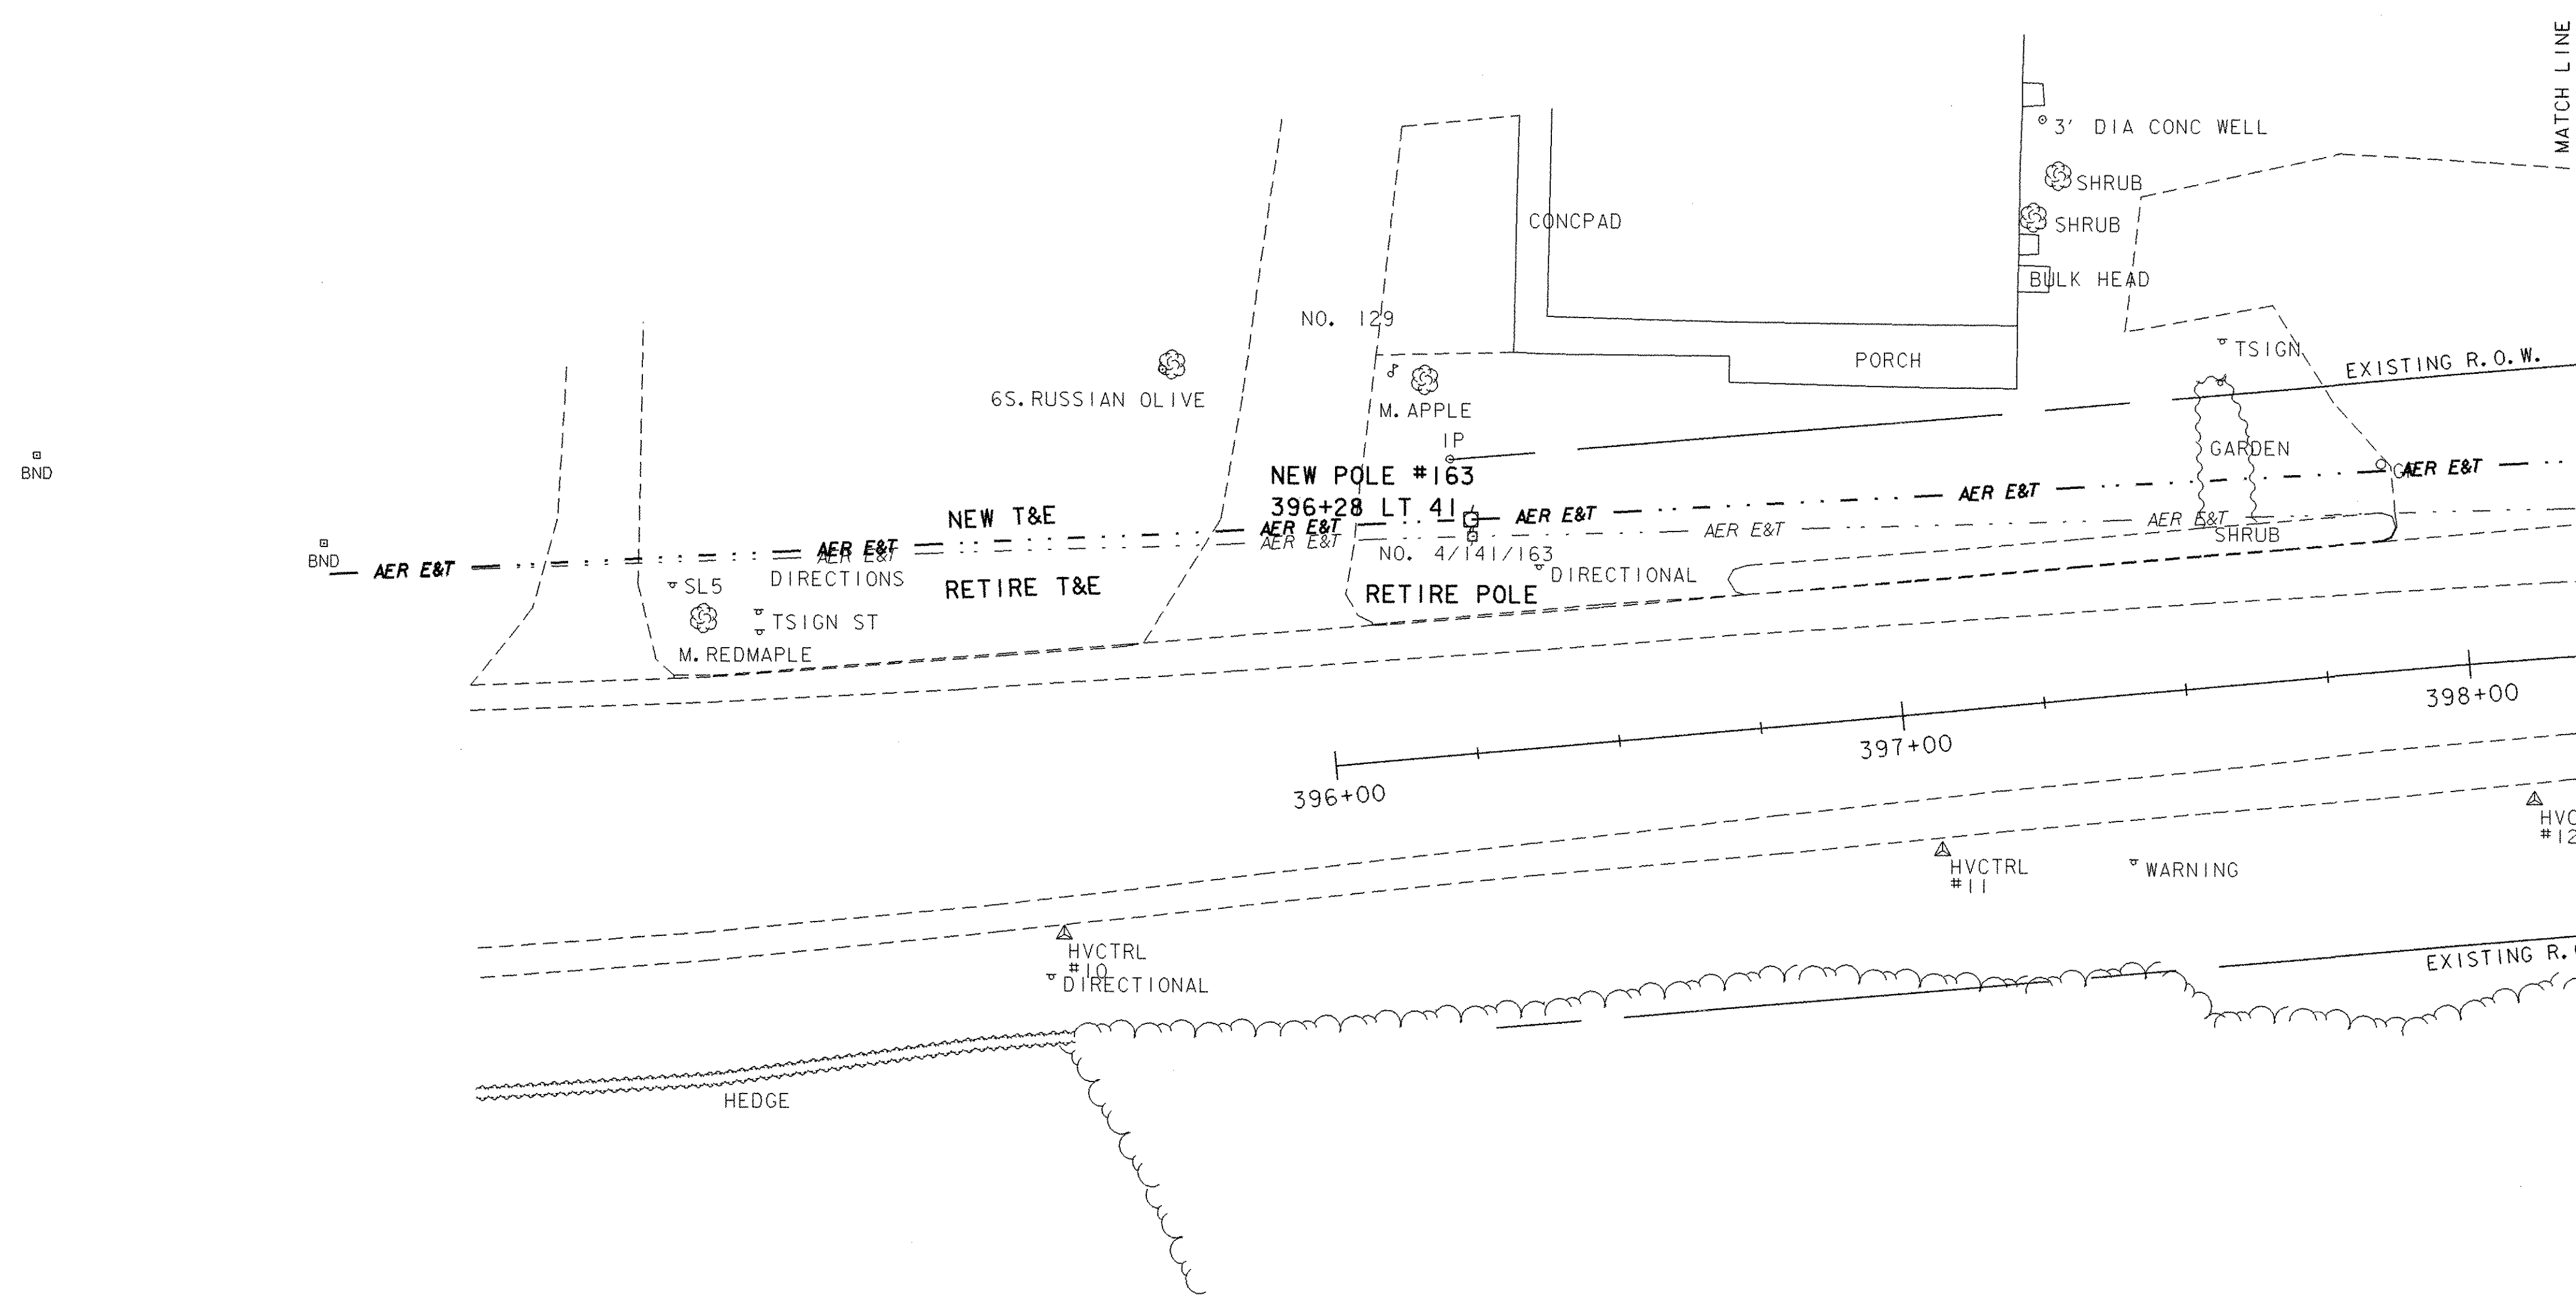 MATCH LINE
3' DIA CONC WELL
SHRUB
SHRUB
CONCPAD
BULK HEAD
NO. 129
TSIGN
PORCH
EXISTING R.O.W.
6S.RUSSIAN OLIVE
M.APPLE
IP
GARDEN
BND
NEW POLE #163
396+28 LT 41
AER E&T
AER E&T
AER E&T
NEW T&E
AER E&T
AER E&T
AER E&T
AER E&T
AER E&T
AER E&T
AER E&T
SHRUB
BND
AER E&T
NO. 4/141/163
DIRECTIONS
DIRECTIONAL
SL5
RETIRE T&E
RETIRE POLE
TSIGN ST
M.REDMAPLE
398+00
397+00
396+00
HVC
#12
HVCTRL
#11
WARNING
HVCTRL
#10
DIRECTIONAL
EXISTING R.
HEDGE